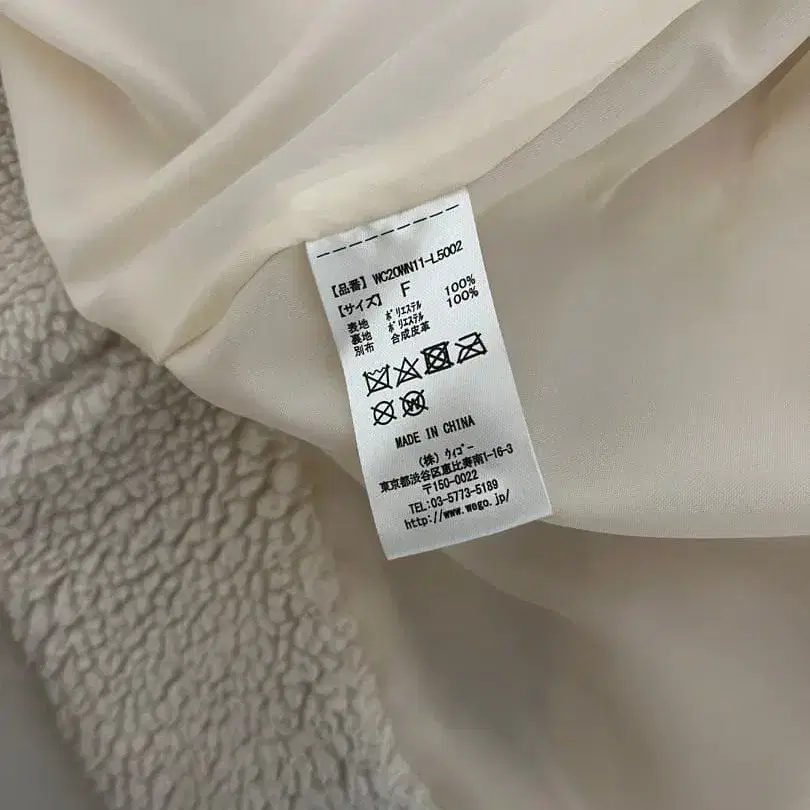 【品番】WC20WN11-L5002
【サイズ】 F
表地 ポリエステル 100%
裏地 ポリエステル 100%
別布 合成皮革
MADE IN CHINA
(株)ウィゴー
東京都渋谷区恵比寿南1-16-3
〒150-0022
TEL:03-5773-5189
http://www.wego.jp/